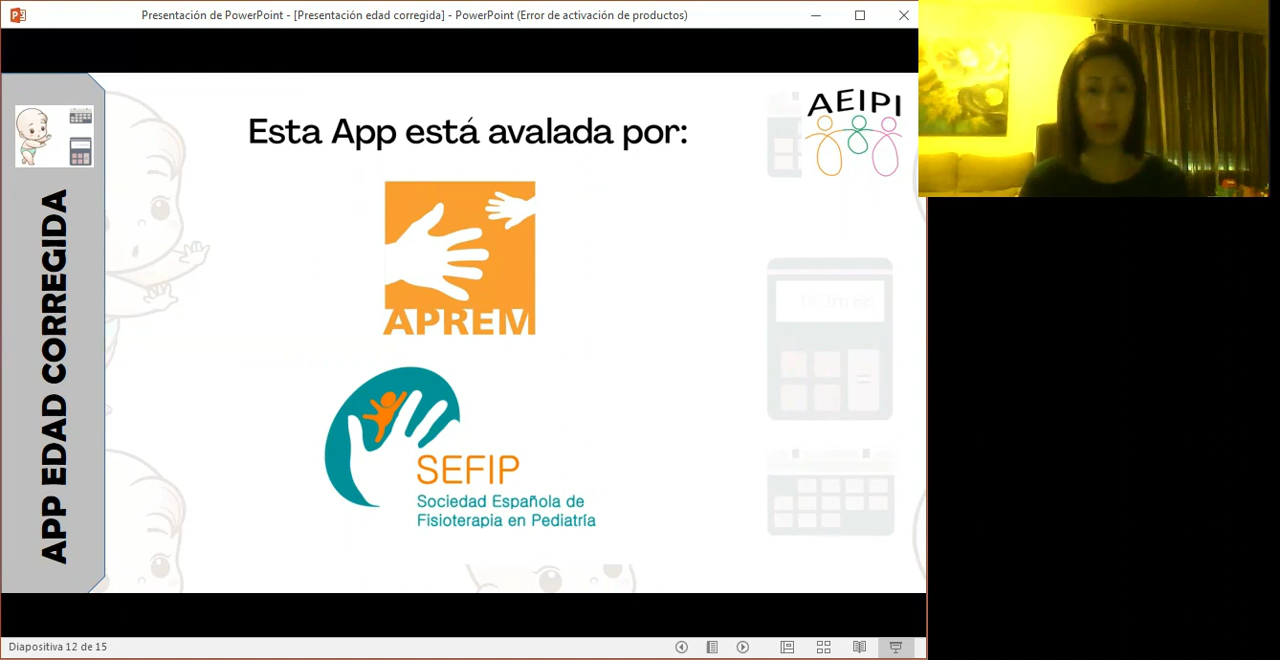 Presentación de PowerPoint - [Presentación edad corregida] - PowerPoint (Error de activación de productos)
Esta App está avalada por:
AEIPI
APP EDAD CORREGIDA
APREM
SEFIP
Sociedad Española de
Fisioterapia en Pediatría
Diapositiva 12 de 15